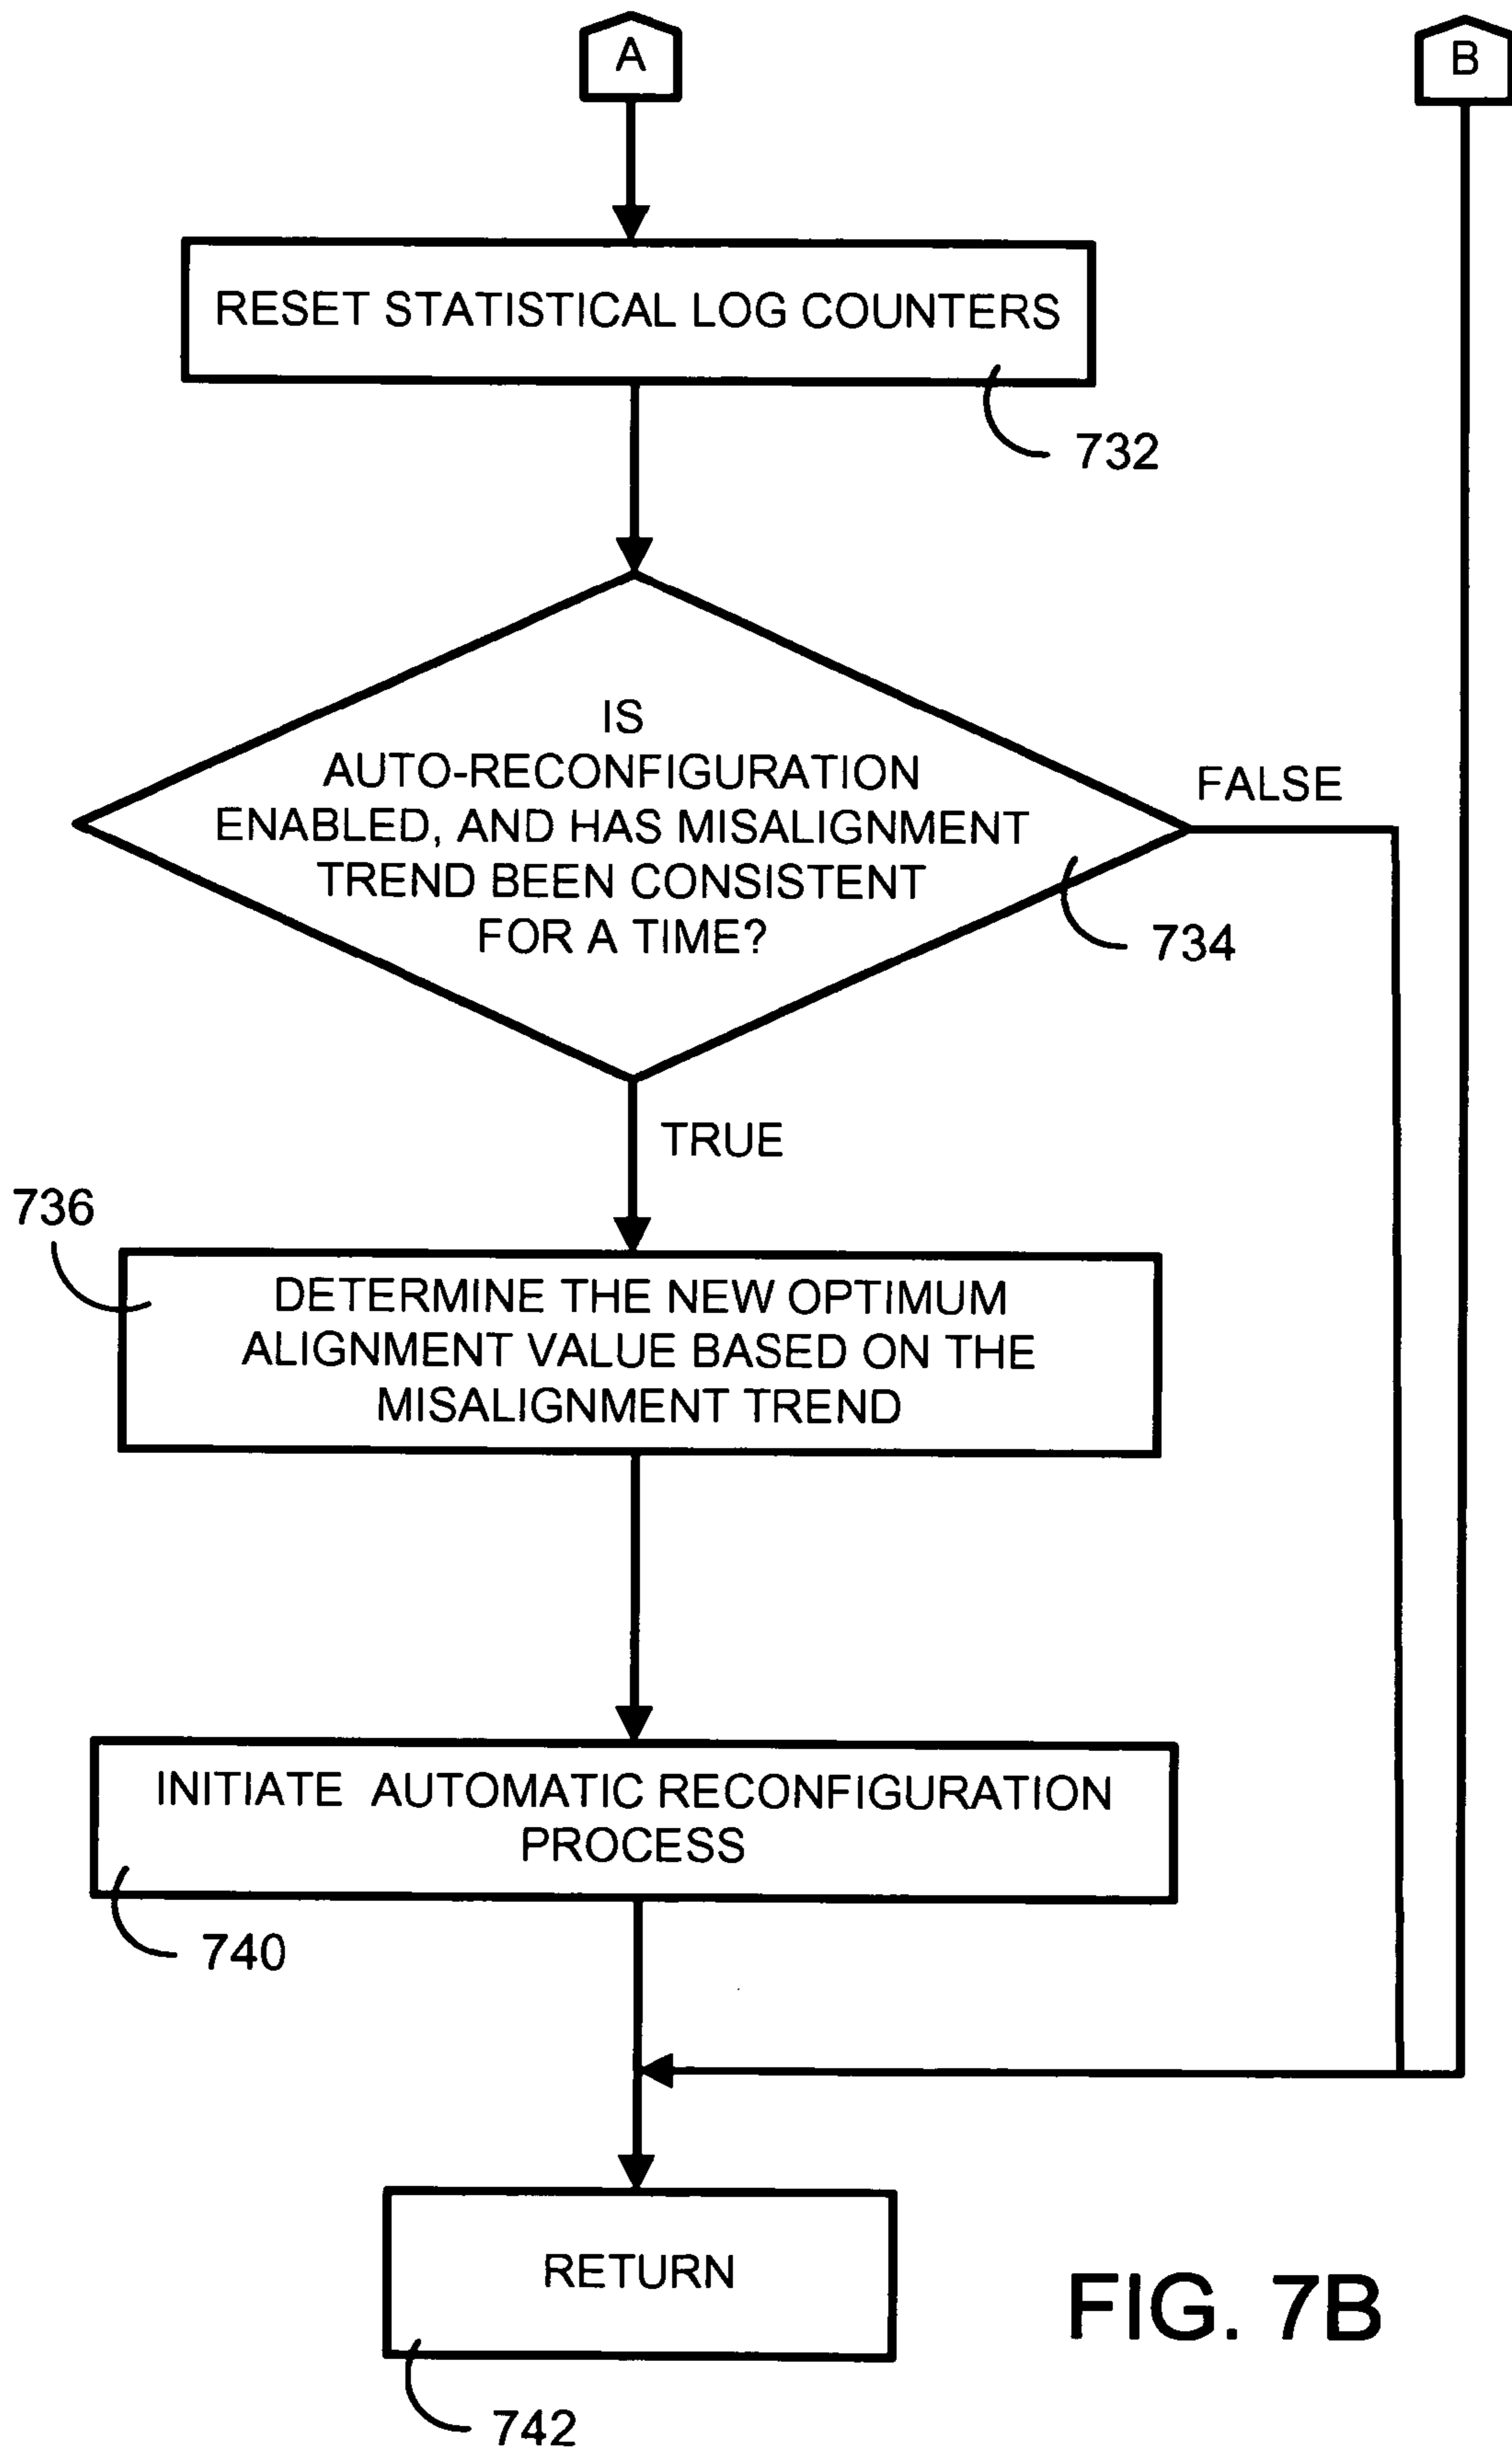 A
B
RESET STATISTICAL LOG COUNTERS
732
IS
AUTO-RECONFIGURATION
ENABLED, AND HAS MISALIGNMENT
TREND BEEN CONSISTENT
FOR A TIME?
FALSE
734
TRUE
736
DETERMINE THE NEW OPTIMUM
ALIGNMENT VALUE BASED ON THE
MISALIGNMENT TREND
INITIATE AUTOMATIC RECONFIGURATION
PROCESS
740
RETURN
742
FIG. 7B